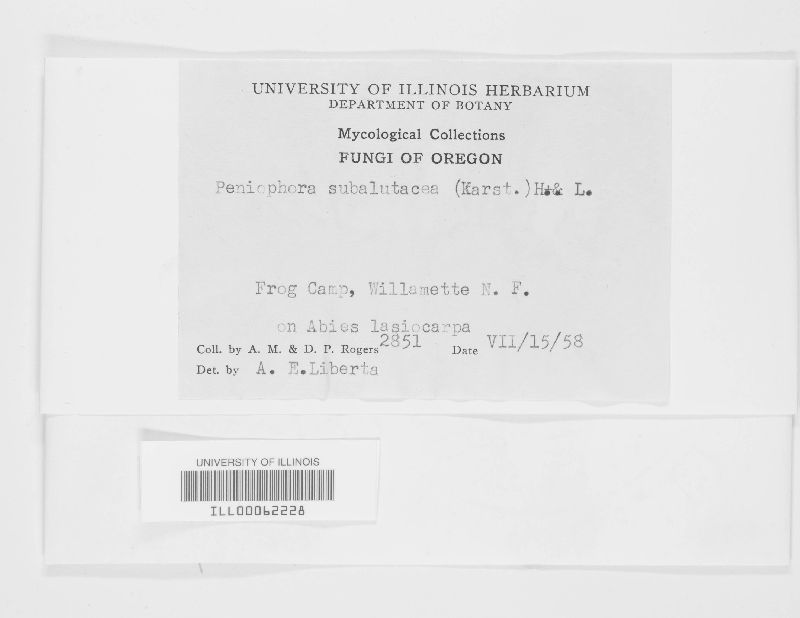 UNIVERSITY OF ILLINOIS HERBARIUM
DEPARTMENT OF BOTANY
Mycological Collections
FUNGI OF OREGON
Peniophora subalutacea (Karst.) H.& L.
Frog Camp, Willamette N. F.
on Abies lasiocarpa
Coll. by A. M. & D. P. Rogers 2851 Date VII/15/58
Det. by A. E.Liberta
UNIVERSITY OF ILLINOIS
ILL00062228